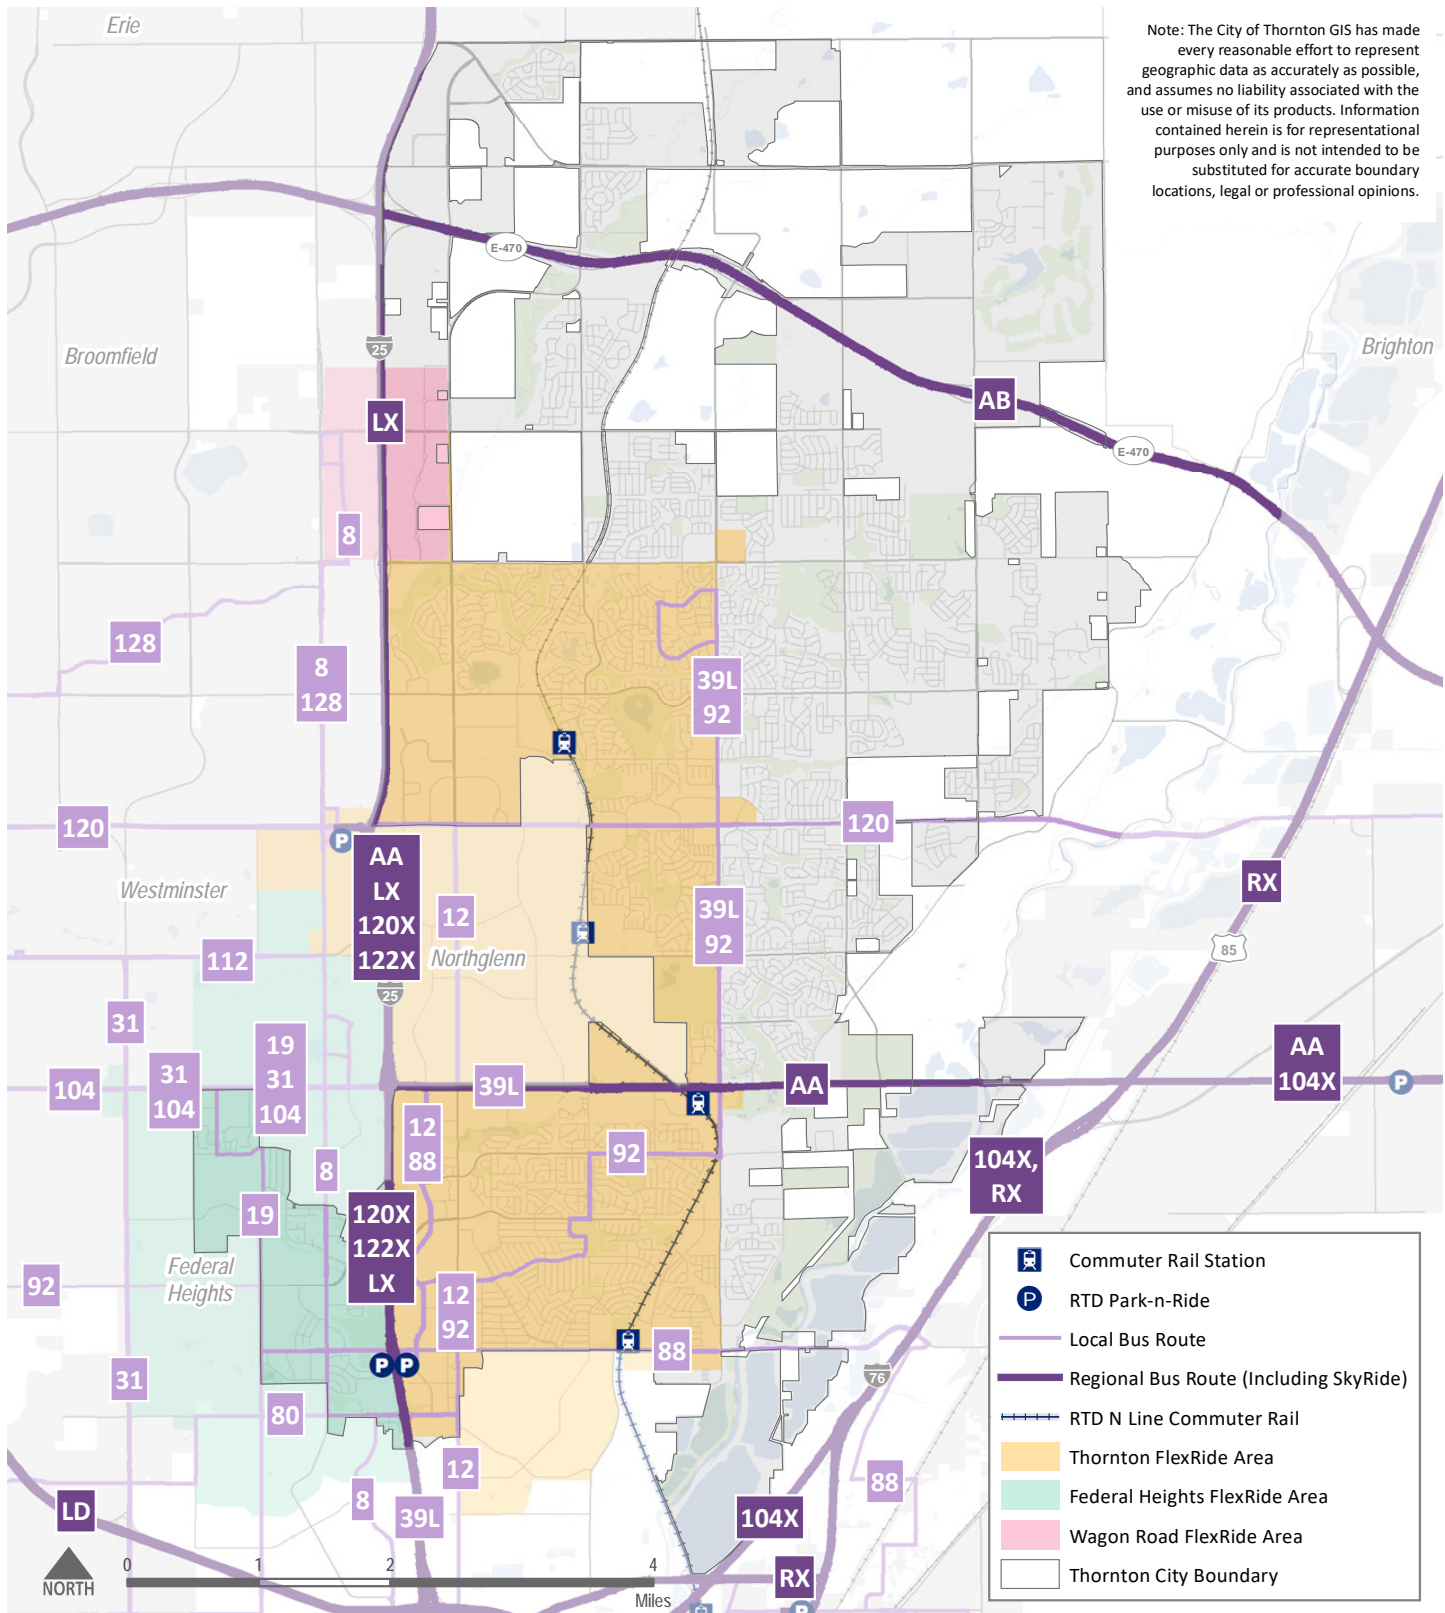 Erie
Note: The City of Thornton GIS has made
every reasonable effort to represent
geographic data as accurately as possible,
and assumes no liability associated with the
use or misuse of its products. Information
contained herein is for representational
purposes only and is not intended to be
substituted for accurate boundary
locations, legal or professional opinions.
E-470
25
Broomfield
Brighton
LX
AB
E-470
8
128
8
128
39L
92
120
120
P
AA
LX
120X
122X
Westminster
RX
12
39L
92
Northglenn
112
85
25
31
19
31
104
31
104
104
39L
AA
AA
104X
P
12
88
92
8
104X,
RX
19
120X
122X
LX
Federal
Heights
92
12
92
88
P P
31
76
80
12
88
8
39L
LD
104X
RX
P
Commuter Rail Station
P
RTD Park-n-Ride
Local Bus Route
Regional Bus Route (Including SkyRide)
RTD N Line Commuter Rail
Thornton FlexRide Area
Federal Heights FlexRide Area
Wagon Road FlexRide Area
Thornton City Boundary
NORTH
0 1 2 4
Miles